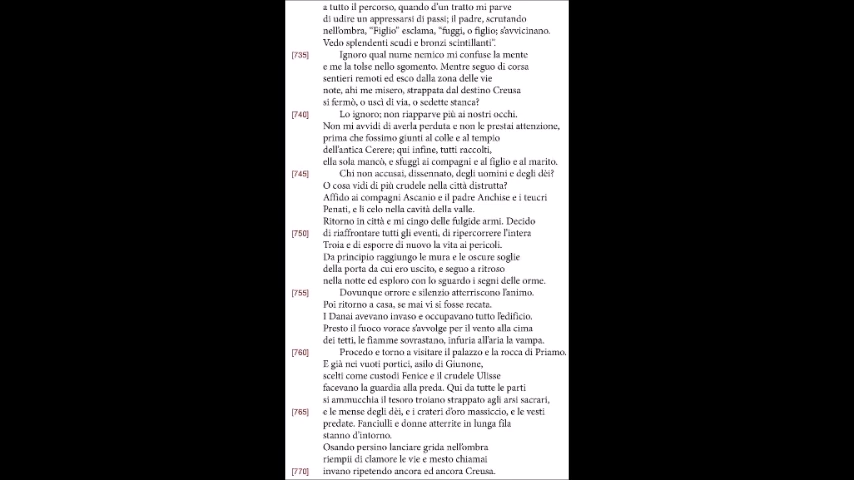 a tutto il percorso, quando d'un tratto mi parve
di udire un appressarsi di passi; il padre, scrutando
nell'ombra, "Figlio" esclama, "fuggi, o figlio; s'avvicinano.
Vedo splendenti scudi e bronzi scintillanti".
[735] Ignoro qual nume nemico mi confuse la mente
e me la tolse nello sgomento. Mentre seguo di corsa
sentieri remoti ed esco dalla zona delle vie
note, ahi me misero, strappata dal destino Creusa
si fermò, o uscì di via, o sedette stanca?
[740] Lo ignoro; non riapparve più ai nostri occhi.
Non mi avvidi di averla perduta e non le prestai attenzione,
prima che fossimo giunti al colle e al tempio
dell'antica Cerere; qui infine, tutti raccolti,
ella sola mancò, e sfuggì ai compagni e al figlio e al marito.
[745] Chi non accusai, dissennato, degli uomini e degli dèi?
O cosa vidi di più crudele nella città distrutta?
Affido ai compagni Ascanio e il padre Anchise e i teucri
Penati, e li celo nella cavità della valle.
Ritorno in città e mi cingo delle fulgide armi. Decido
[750] di riaffrontare tutti gli eventi, di ripercorrere l'intera
Troia e di esporre di nuovo la vita ai pericoli.
Da principio raggiungo le mura e le oscure soglie
della porta da cui ero uscito, e seguo a ritroso
nella notte ed esploro con lo sguardo i segni delle orme.
[755] Dovunque orrore e silenzio atterriscono l'animo.
Poi ritorno a casa, se mai vi si fosse recata.
I Danai avevano invaso e occupavano tutto l'edificio.
Presto il fuoco vorace s'avvolge per il vento alla cima
dei tetti, le fiamme sovrastano, infuria all'aria la vampa.
[760] Procedo e torno a visitare il palazzo e la rocca di Priamo.
E già nei vuoti portici, asilo di Giunone,
scelti come custodi Fenice e il crudele Ulisse
facevano la guardia alla preda. Qui da tutte le parti
si ammucchia il tesoro troiano strappato agli arsi sacrari,
[765] e le mense degli dèi, e i crateri d'oro massiccio, e le vesti
predate. Fanciulli e donne atterrite in lunga fila
stanno d'intorno.
Osando persino lanciare grida nell'ombra
riempii di clamore le vie e mesto chiamai
[770] invano ripetendo ancora ed ancora Creusa.